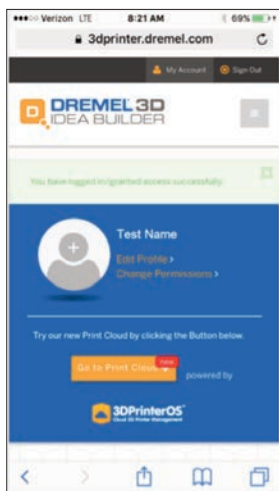 Verizon LTE 8:21 AM 69%
3dprinter.dremel.com
My Account Sign Out
DREMEL 3D
IDEA BUILDER
You have logged in/granted access successfully.
Test Name
Edit Profile >
Change Permissions >
Try our new Print Cloud by clicking the Button below.
new
Go to Print Cloud
powered by
3DPrinterOS
Cloud 3D Printer Management